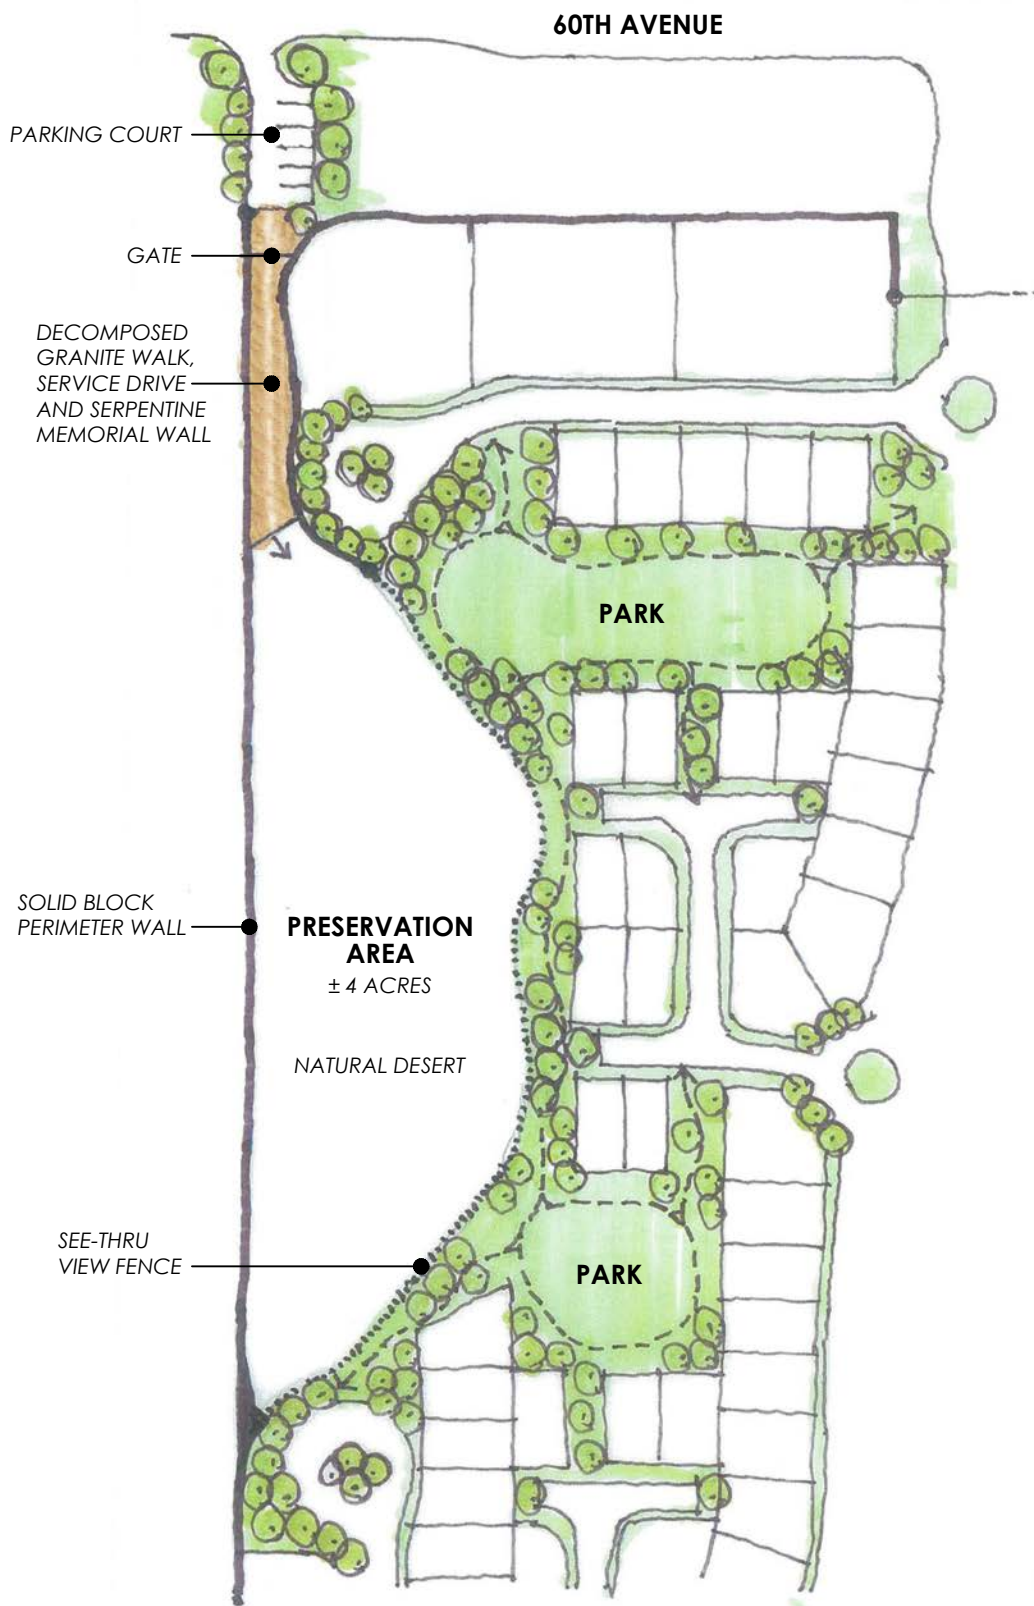 60TH AVENUE
PARKING COURT
GATE
DECOMPOSED
GRANITE WALK,
SERVICE DRIVE
AND SERPENTINE
MEMORIAL WALL
PARK
SOLID BLOCK
PERIMETER WALL
PRESERVATION
AREA
± 4 ACRES
NATURAL DESERT
SEE-THRU
VIEW FENCE
PARK